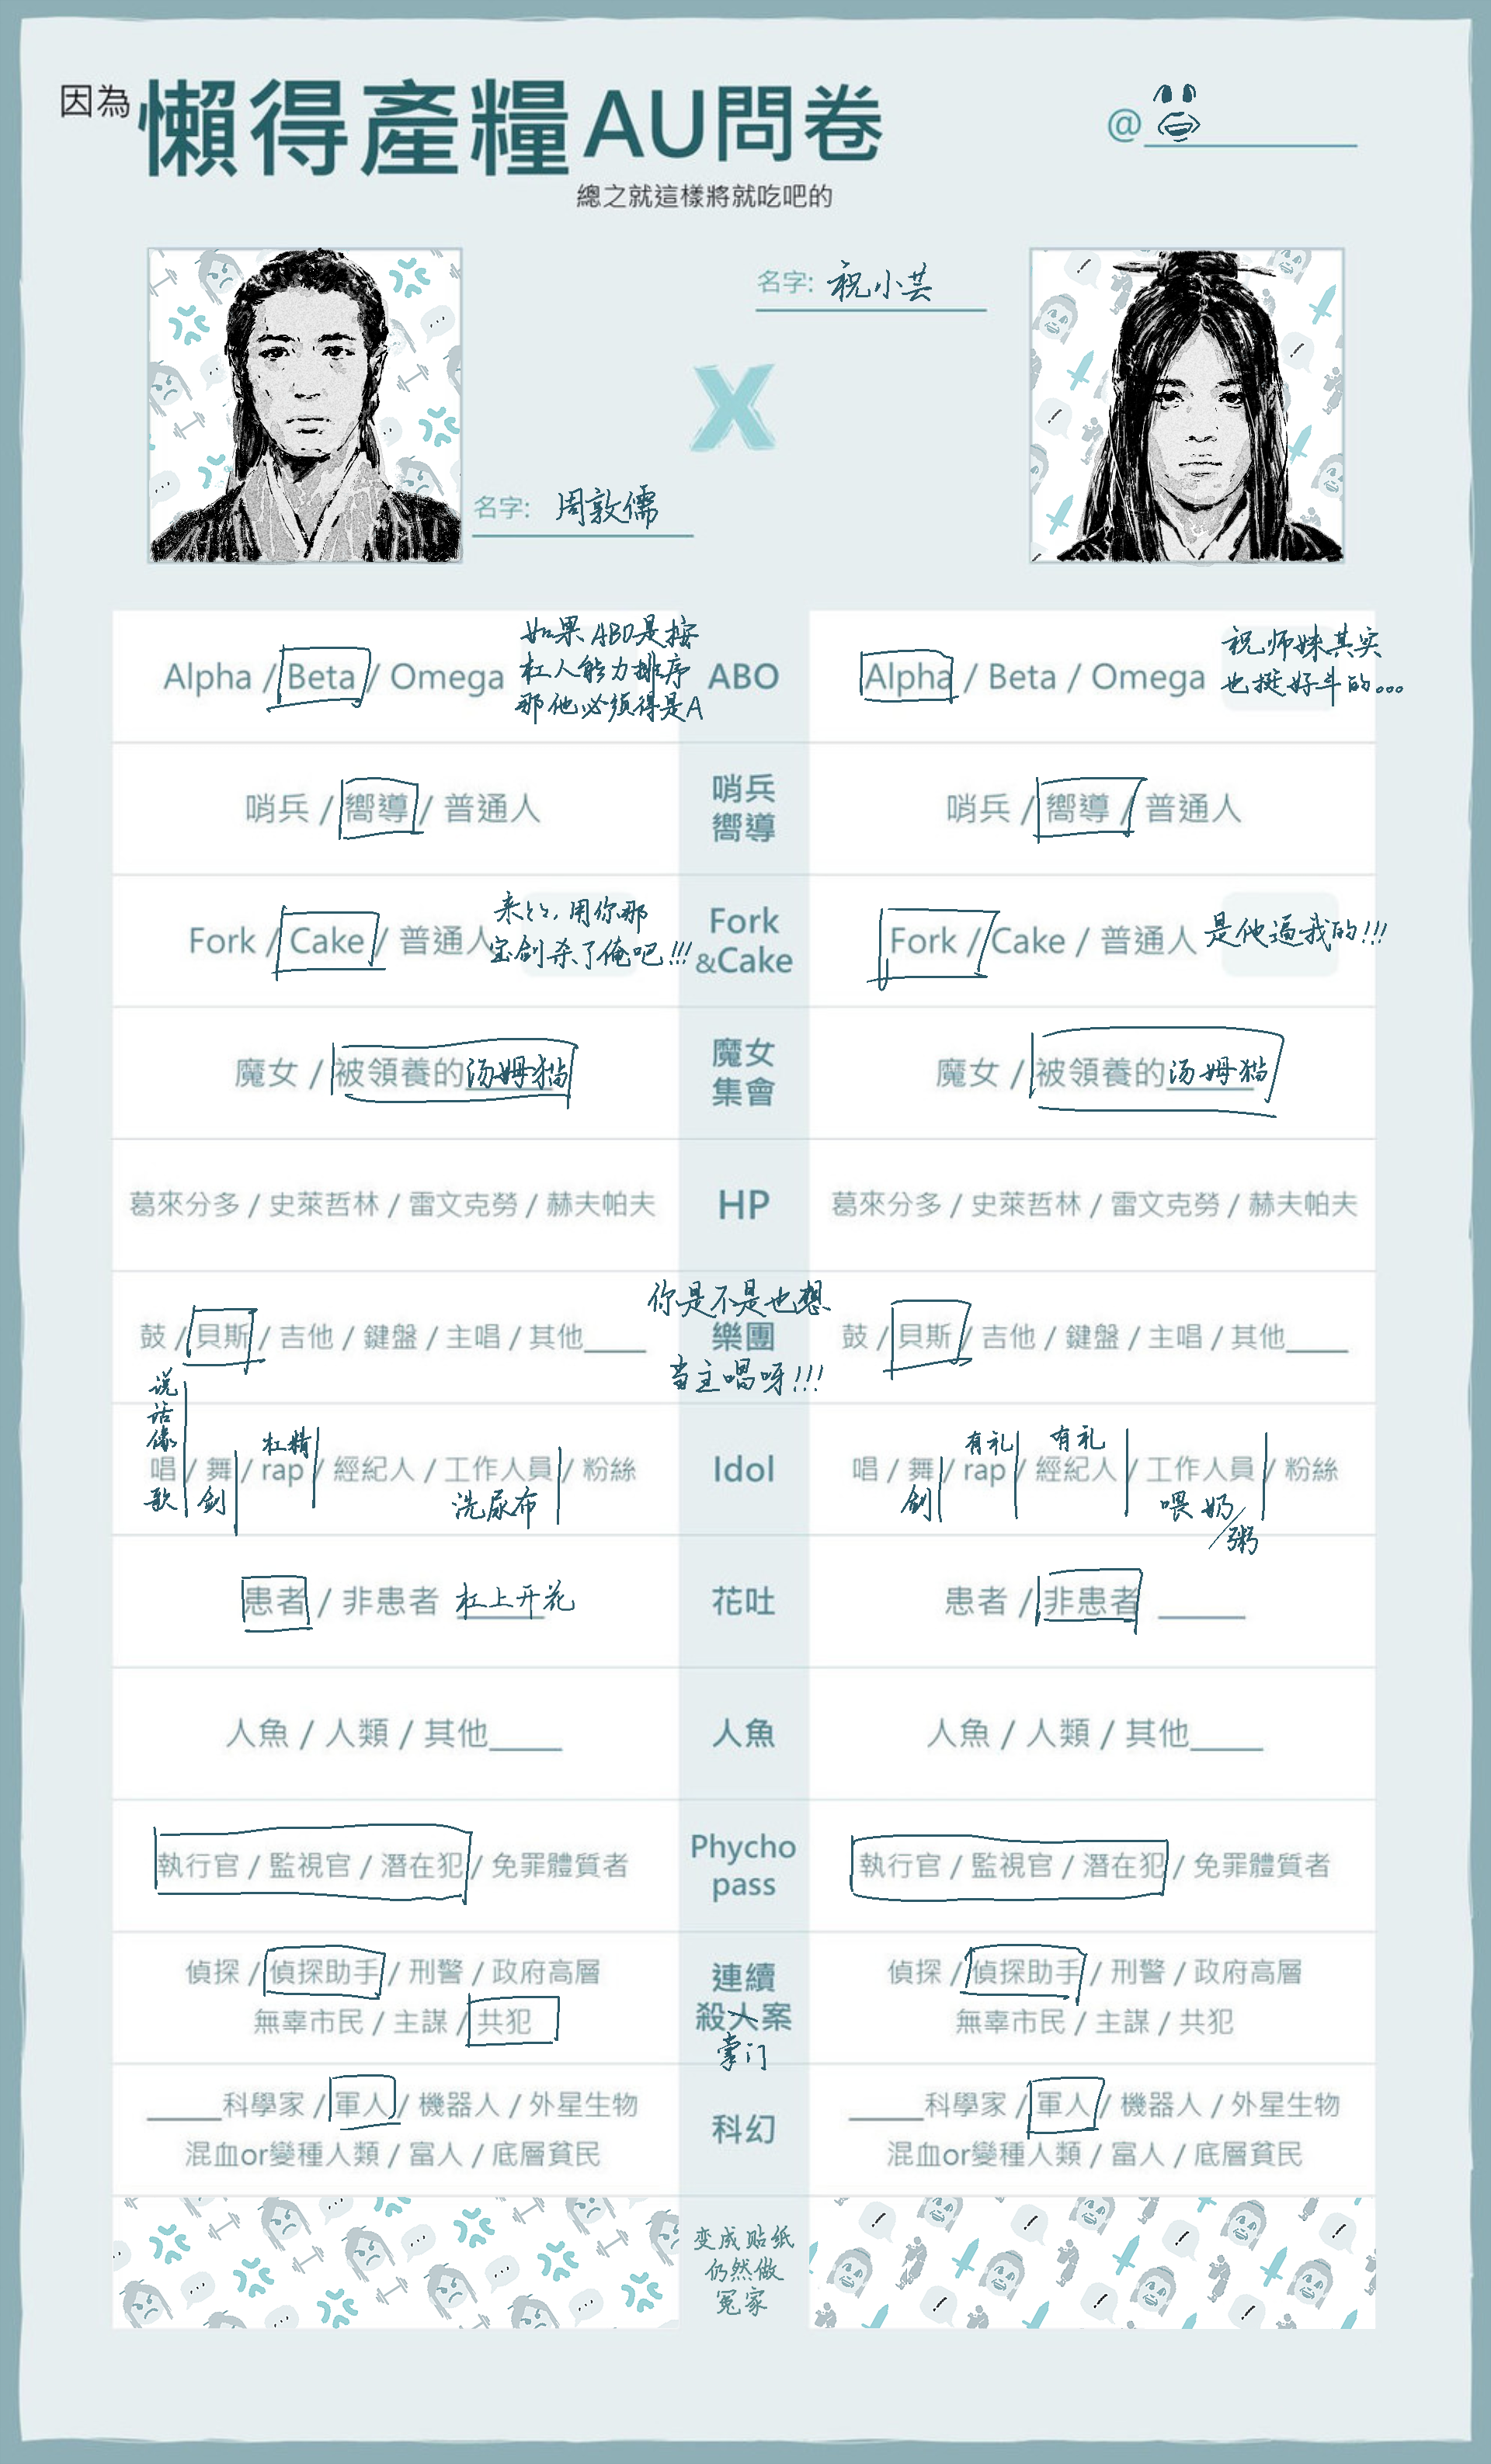 因為 懶得產糧AU問卷
@
總之就這樣將就吃吧的
名字: 祝小芸
X
名字: 周敦儒
Alpha / Beta / Omega
如果ABO是按
杠人能力排序
那他必须得是A
ABO
Alpha / Beta / Omega
祝师妹其实
也挺好斗的...
哨兵 / 嚮導 / 普通人
哨兵
嚮導
哨兵 / 嚮導 / 普通人
Fork / Cake / 普通人
来来, 用你那
宝剑杀了俺吧!!!
Fork
&Cake
Fork / Cake / 普通人
是他逼我的!!!
魔女 / 被領養的汤姆猫
魔女
集會
魔女 / 被領養的汤姆猫
葛來分多 / 史萊哲林 / 雷文克勞 / 赫夫帕夫
HP
葛來分多 / 史萊哲林 / 雷文克勞 / 赫夫帕夫
鼓 / 貝斯 / 吉他 / 鍵盤 / 主唱 / 其他____
你是不是也想
樂團
当主唱呀!!!
鼓 / 貝斯 / 吉他 / 鍵盤 / 主唱 / 其他____
说话像
杠精
唱 / 舞 / rap / 經紀人 / 工作人員 / 粉絲
歌
剑
洗尿布
Idol
有礼
有礼
唱 / 舞 / rap / 經紀人 / 工作人員 / 粉絲
剑
喂奶/粥
患者 / 非患者 杠上开花
花吐
患者 / 非患者 ____
人魚 / 人類 / 其他____
人魚
人魚 / 人類 / 其他____
執行官 / 監視官 / 潛在犯 / 免罪體質者
Phycho
pass
執行官 / 監視官 / 潛在犯 / 免罪體質者
偵探 / 偵探助手 / 刑警 / 政府高層
無辜市民 / 主謀 / 共犯
連續
殺人案
掌门
偵探 / 偵探助手 / 刑警 / 政府高層
無辜市民 / 主謀 / 共犯
____科學家 / 軍人 / 機器人 / 外星生物
混血or變種人類 / 富人 / 底層貧民
科幻
____科學家 / 軍人 / 機器人 / 外星生物
混血or變種人類 / 富人 / 底層貧民
变成贴纸
仍然做
冤家